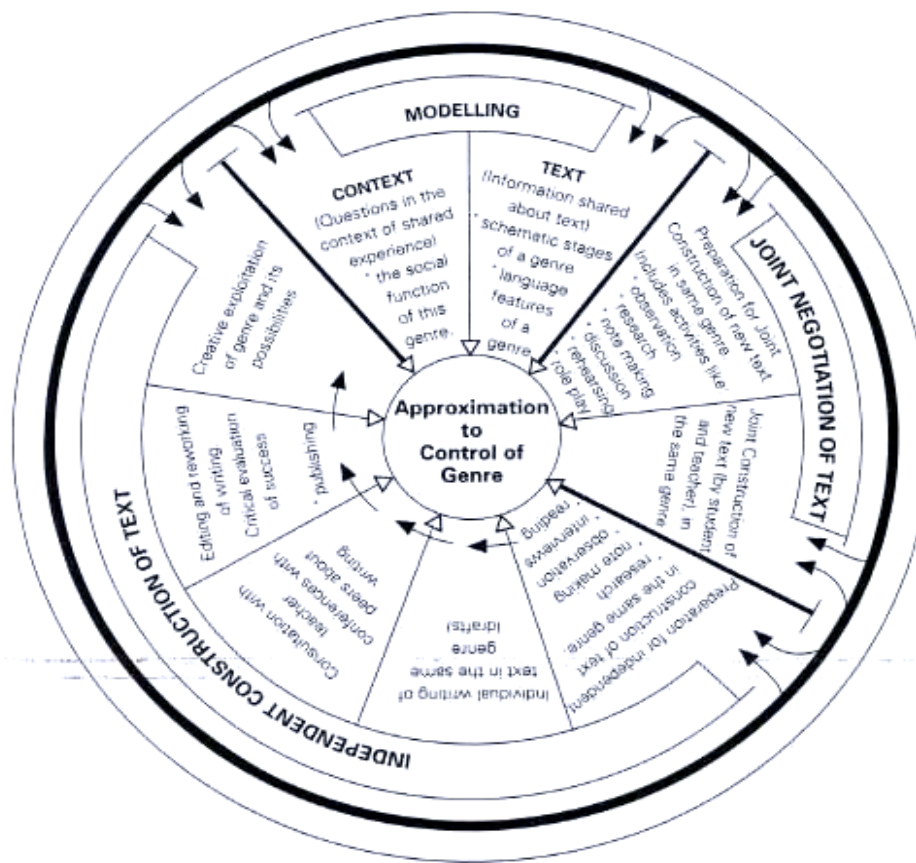 MODELLING
CONTEXT
(Questions in the
context of shared
experience)
* the social
function
of this
genre.
TEXT
(Information shared
about text)
* schematic stages
of a genre
* language
features
of a
genre
JOINT NEGOTIATION OF TEXT
Preparation for Joint
Construction of new text
in same genre
Includes activities like:
* observation
* research
* note making
* discussion
* rehearsing
* role play
Joint Construction of
new text (by student
and teacher), in
the same genre
INDEPENDENT CONSTRUCTION OF TEXT
Preparation for independent
construction of text
in the same genre
* research
* note making
* observation
* interviews
* reading
Individual writing of
text in the same
genre
(drafts)
Consultation with
teacher
conferences with
peers about
writing
Editing and reworking
of writing
Critical evaluation
of success
* publishing
Creative exploitation
of genre and its
possibilities
Approximation
to
Control of
Genre